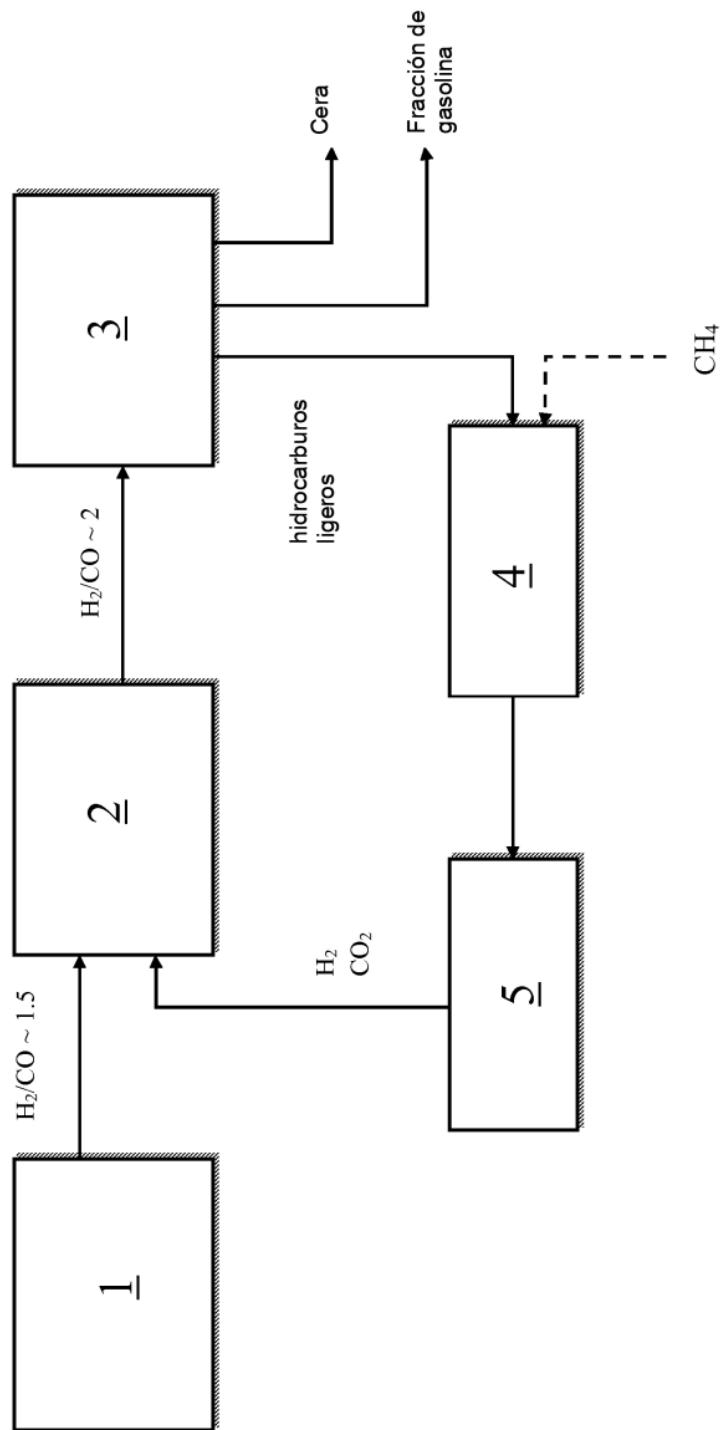 1
H₂/CO ~ 1.5
2
H₂/CO ~ 2
3
Cera
Fracción de
gasolina
hidrocarburos
ligeros
H₂
CO₂
5
4
CH₄